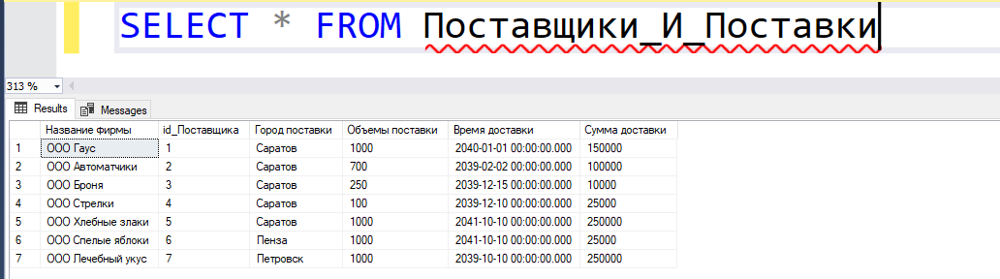 SELECT * FROM Поставщики_И_Поставки
313 %
Results Messages
Название фирмы id_Поставщика Город поставки Объемы поставки Время доставки Сумма доставки
1 ООО Гаус 1 Саратов 1000 2040-01-01 00:00:00.000 150000
2 ООО Автоматчики 2 Саратов 700 2039-02-02 00:00:00.000 100000
3 ООО Броня 3 Саратов 250 2039-12-15 00:00:00.000 10000
4 ООО Стрелки 4 Саратов 100 2039-12-10 00:00:00.000 25000
5 ООО Хлебные злаки 5 Саратов 1000 2041-10-10 00:00:00.000 25000
6 ООО Спелые яблоки 6 Пенза 1000 2041-10-10 00:00:00.000 25000
7 ООО Лечебный укус 7 Петровск 1000 2039-10-10 00:00:00.000 250000